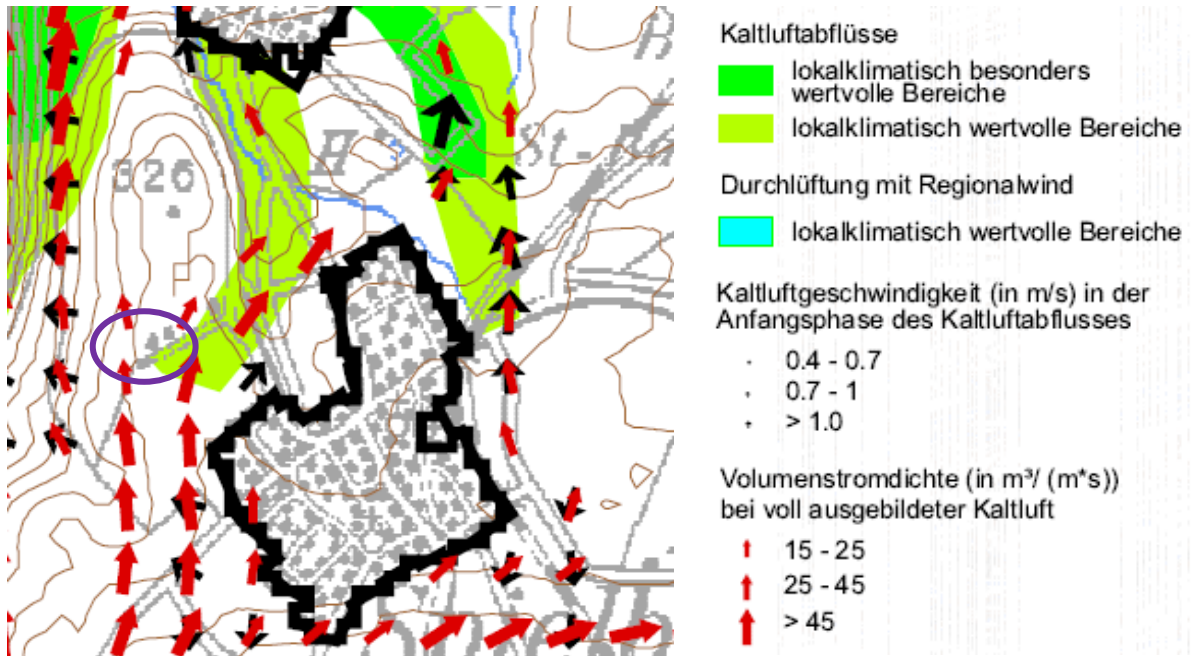 326
H
St.
Kaltluftabflüsse
lokalklimatisch besonders
wertvolle Bereiche
lokalklimatisch wertvolle Bereiche
Durchlüftung mit Regionalwind
lokalklimatisch wertvolle Bereiche
Kaltluftgeschwindigkeit (in m/s) in der
Anfangsphase des Kaltluftabflusses
0.4 - 0.7
0.7 - 1
> 1.0
Volumenstromdichte (in m³/ (m*s))
bei voll ausgebildeter Kaltluft
15 - 25
25 - 45
> 45